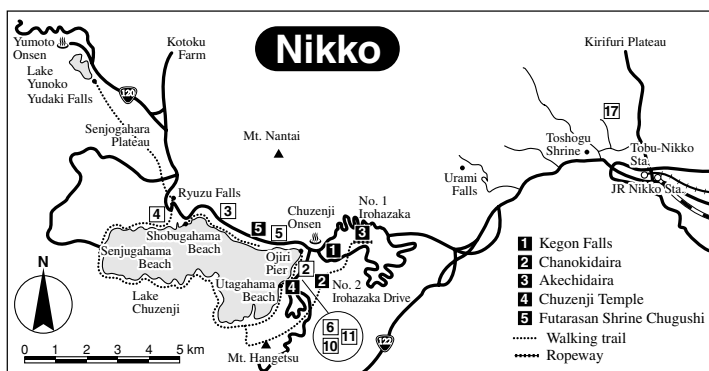 Nikko
Yumoto
Onsen
Kotoku
Farm
Kirifuri Plateau
Lake
Yunoko
Yudaki Falls
120
17
Senjogahara
Plateau
Mt. Nantai
Toshogu
Shrine
Tobu-Nikko
Sta.
Urami
Falls
JR Nikko Sta.
Ryuzu Falls
No. 1
Irohazaka
4
3
5
5
Chuzenji
Onsen
3
Shobugahama
Beach
1
Senjugahama
Beach
Ojiri
Pier
2
2
No. 2
Irohazaka Drive
Utagahama
Beach
4
Lake
Chuzenji
N
6
10
11
Mt. Hangetsu
122
0 1 2 3 4 5 km
1 Kegon Falls
2 Chanokidaira
3 Akechidaira
4 Chuzenji Temple
5 Futarasan Shrine Chugushi
Walking trail
Ropeway